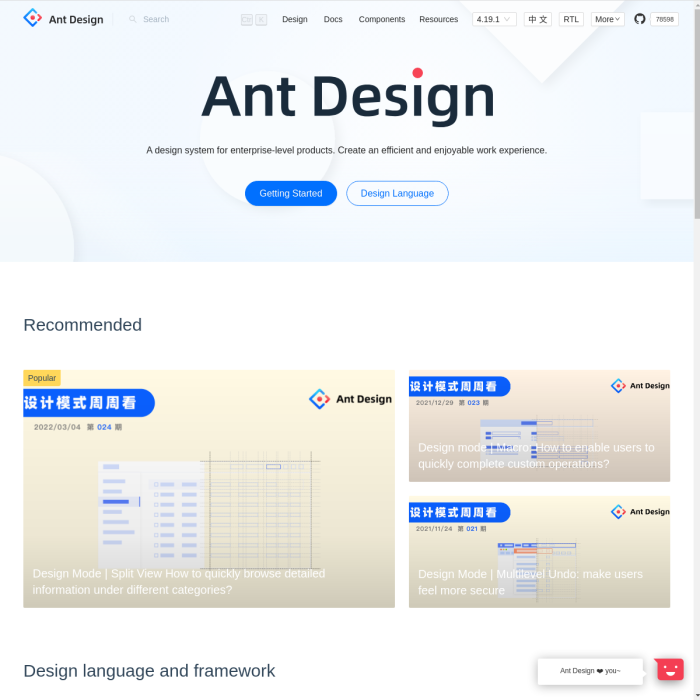 Ant Design
Search
Ctrl K
Design
Docs
Components
Resources
4.19.1
中 文
RTL
More
78598
Ant Design
A design system for enterprise-level products. Create an efficient and enjoyable work experience.
Getting Started
Design Language
Recommended
Popular
设计模式周周看
Ant Design
2022/03/04 第 024 期
Design Mode | Split View How to quickly browse detailed
information under different categories?
设计模式周周看
Ant Design
2021/12/29 第 023 期
Design mode | Macro: How to enable users to
quickly complete custom operations?
设计模式周周看
Ant Design
2021/11/24 第 021 期
Design Mode | Multilevel Undo: make users
feel more secure
Design language and framework
Ant Design ❤ you~